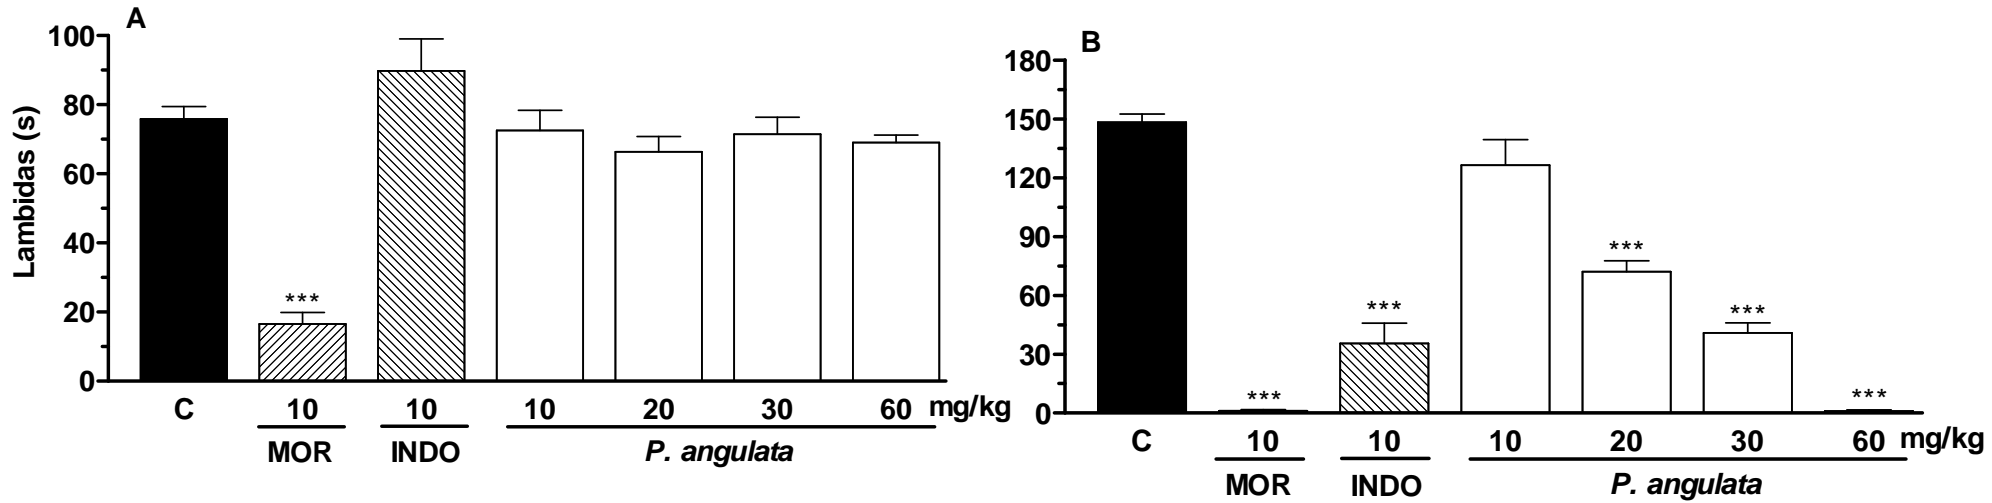 A
Lambidas (s)
100
80
60
40
20
0
***
C 10 10 10 20 30 60 mg/kg
MOR INDO P. angulata
B
180
150
120
90
60
30
0
***
***
***
***
***
C 10 10 10 20 30 60 mg/kg
MOR INDO P. angulata